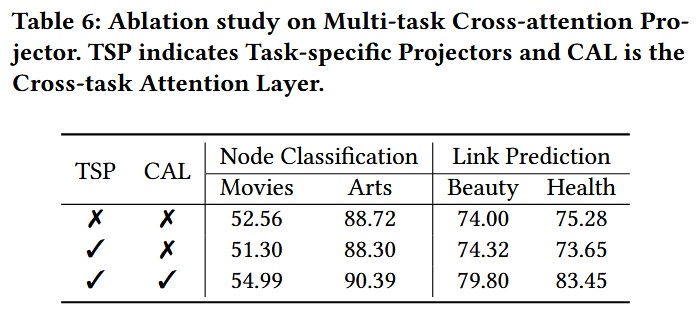 Table 6: Ablation study on Multi-task Cross-attention Pro-
jector. TSP indicates Task-specific Projectors and CAL is the
Cross-task Attention Layer.
TSP CAL Node Classification Link Prediction
Movies Arts Beauty Health
✗ ✗ 52.56 88.72 74.00 75.28
✓ ✗ 51.30 88.30 74.32 73.65
✓ ✓ 54.99 90.39 79.80 83.45